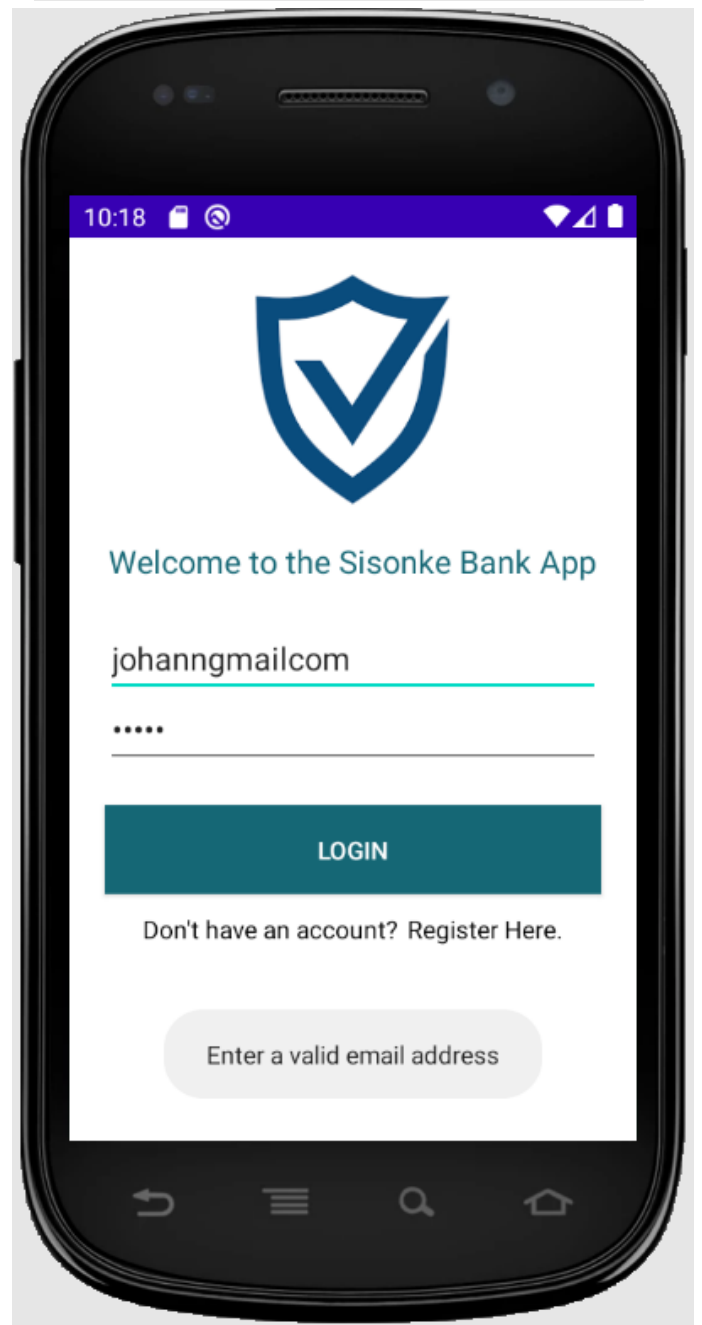 10:18
Welcome to the Sisonke Bank App
johanngmailcom
•••••
LOGIN
Don't have an account? Register Here.
Enter a valid email address